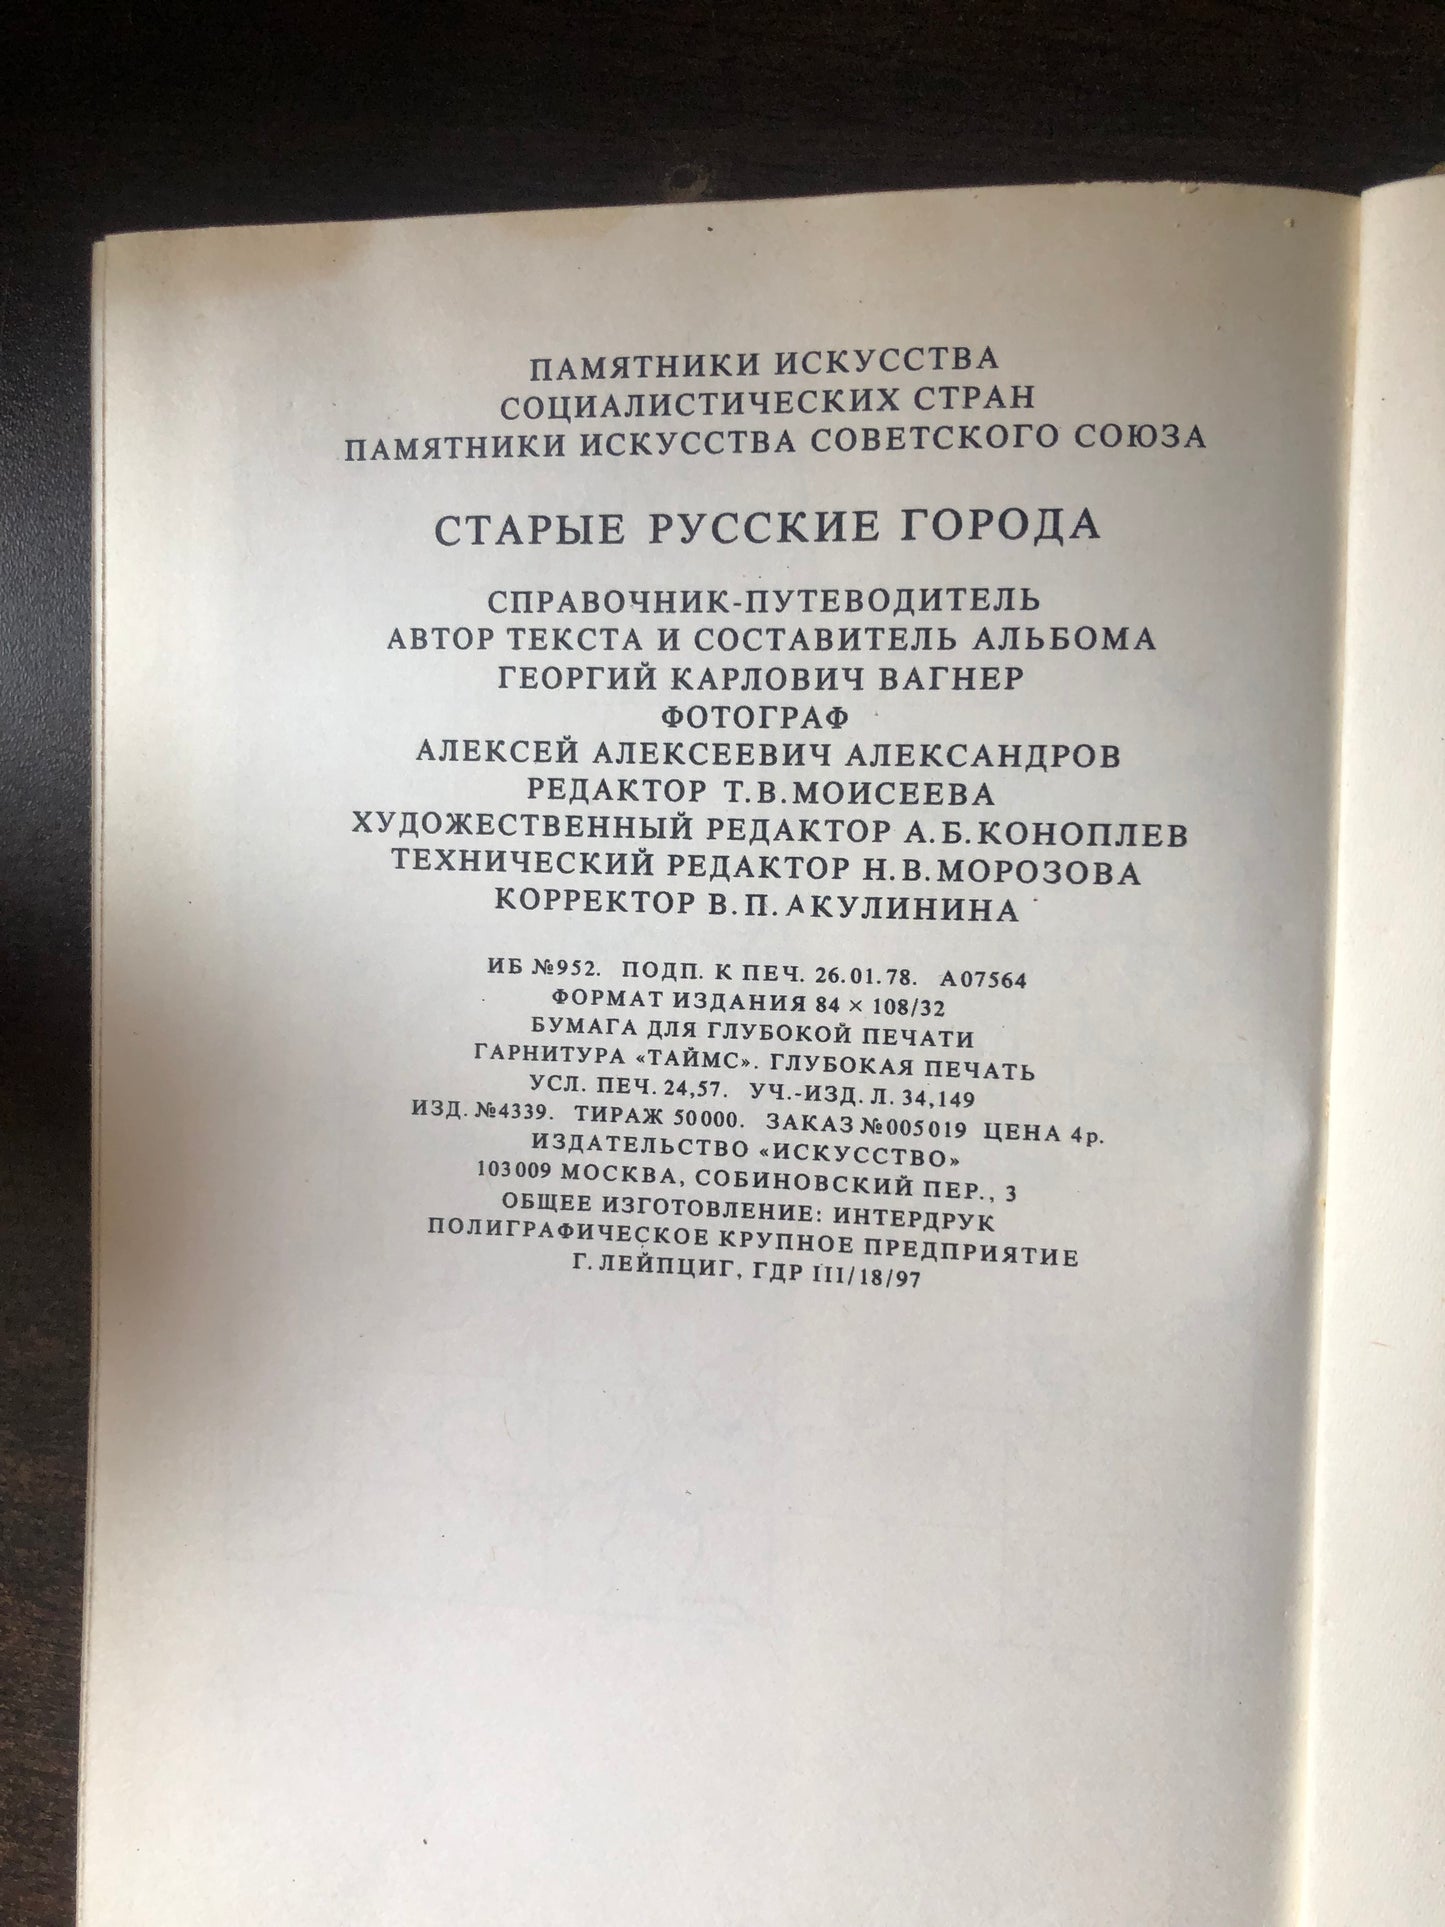 ПАМЯТНИКИ ИСКУССТВА
СОЦИАЛИСТИЧЕСКИХ СТРАН
ПАМЯТНИКИ ИСКУССТВА СОВЕТСКОГО СОЮЗА
СТАРЫЕ РУССКИЕ ГОРОДА
СПРАВОЧНИК-ПУТЕВОДИТЕЛЬ
АВТОР ТЕКСТА И СОСТАВИТЕЛЬ АЛЬБОМА
ГЕОРГИЙ КАРЛОВИЧ ВАГНЕР
ФОТОГРАФ
АЛЕКСЕЙ АЛЕКСЕЕВИЧ АЛЕКСАНДРОВ
РЕДАКТОР Т.В.МОИСЕЕВА
ХУДОЖЕСТВЕННЫЙ РЕДАКТОР А.Б.КОНОПЛЕВ
ТЕХНИЧЕСКИЙ РЕДАКТОР Н.В.МОРОЗОВА
КОРРЕКТОР В.П.АКУЛИНИНА
ИБ №952. ПОДП. К ПЕЧ. 26.01.78. А07564
ФОРМАТ ИЗДАНИЯ 84 × 108/32
БУМАГА ДЛЯ ГЛУБОКОЙ ПЕЧАТИ
ГАРНИТУРА «ТАЙМС». ГЛУБОКАЯ ПЕЧАТЬ
УСЛ. ПЕЧ. 24,57. УЧ.-ИЗД. Л. 34,149
ИЗД. №4339. ТИРАЖ 50000. ЗАКАЗ №005019 ЦЕНА 4р.
ИЗДАТЕЛЬСТВО «ИСКУССТВО»
103009 МОСКВА, СОБИНОВСКИЙ ПЕР., 3
ОБЩЕЕ ИЗГОТОВЛЕНИЕ: ИНТЕРДРУК
ПОЛИГРАФИЧЕСКОЕ КРУПНОЕ ПРЕДПРИЯТИЕ
Г. ЛЕЙПЦИГ, ГДР III/18/97